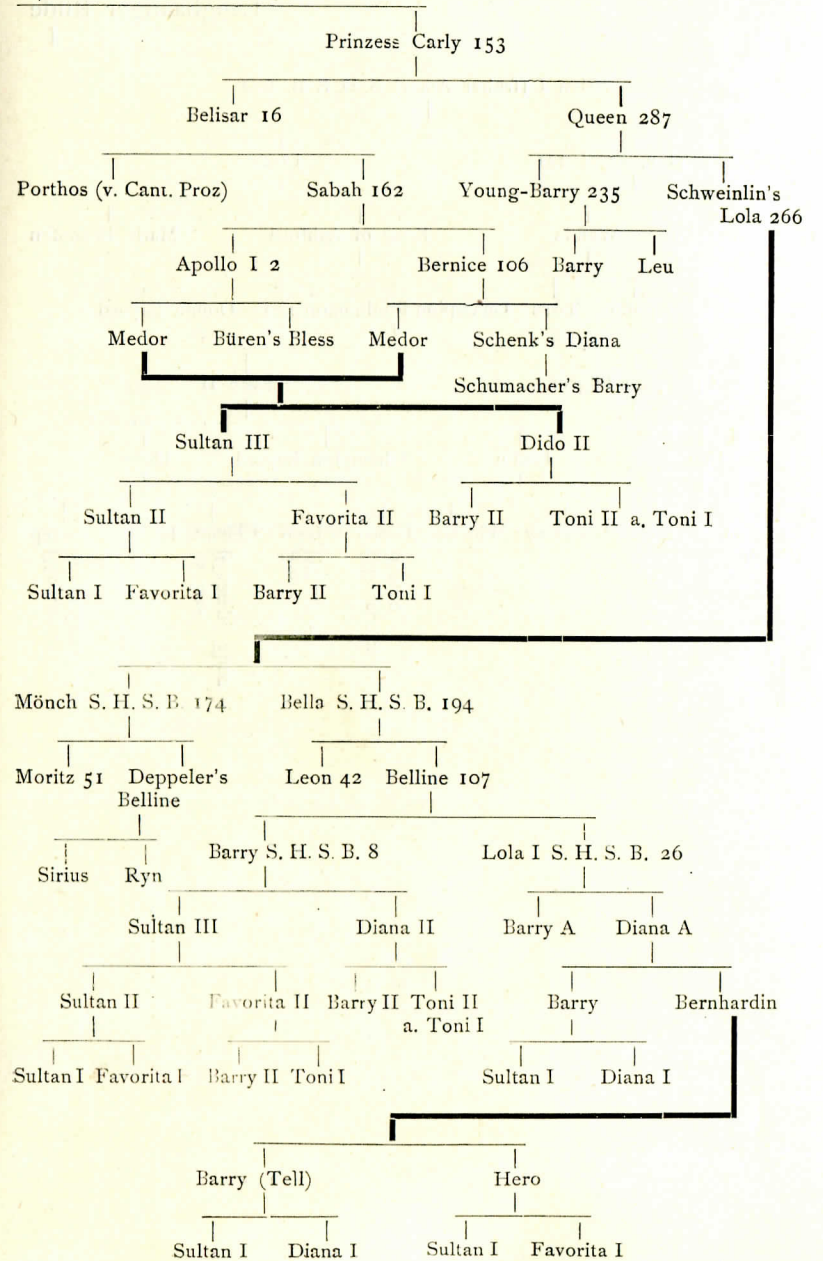 Prinzess Carly 153
Belisar 16 Queen 287
Porthos (v. Cant. Proz) Sabah 162 Young-Barry 235 Schweinlin's
Lola 266
Apollo I 2 Bernice 106 Barry Leu
Medor Büren's Bless Medor Schenk's Diana
Schumacher's Barry
Sultan III Dido II
Sultan II Favorita II Barry II Toni II a. Toni I
Sultan I Favorita I Barry II Toni I
Mönch S. H. S. B. 174 Bella S. H. S. B. 194
Moritz 51 Deppeler's Leon 42 Belline 107
Belline
Barry S. H. S. B. 8 Lola I S. H. S. B. 26
Sirius Ryn
Sultan III Diana II Barry A Diana A
Sultan II Favorita II Barry II Toni II Barry Bernhardin
a. Toni I
Sultan I Favorita I Barry II Toni I Sultan I Diana I
Barry (Tell) Hero
Sultan I Diana I Sultan I Favorita I